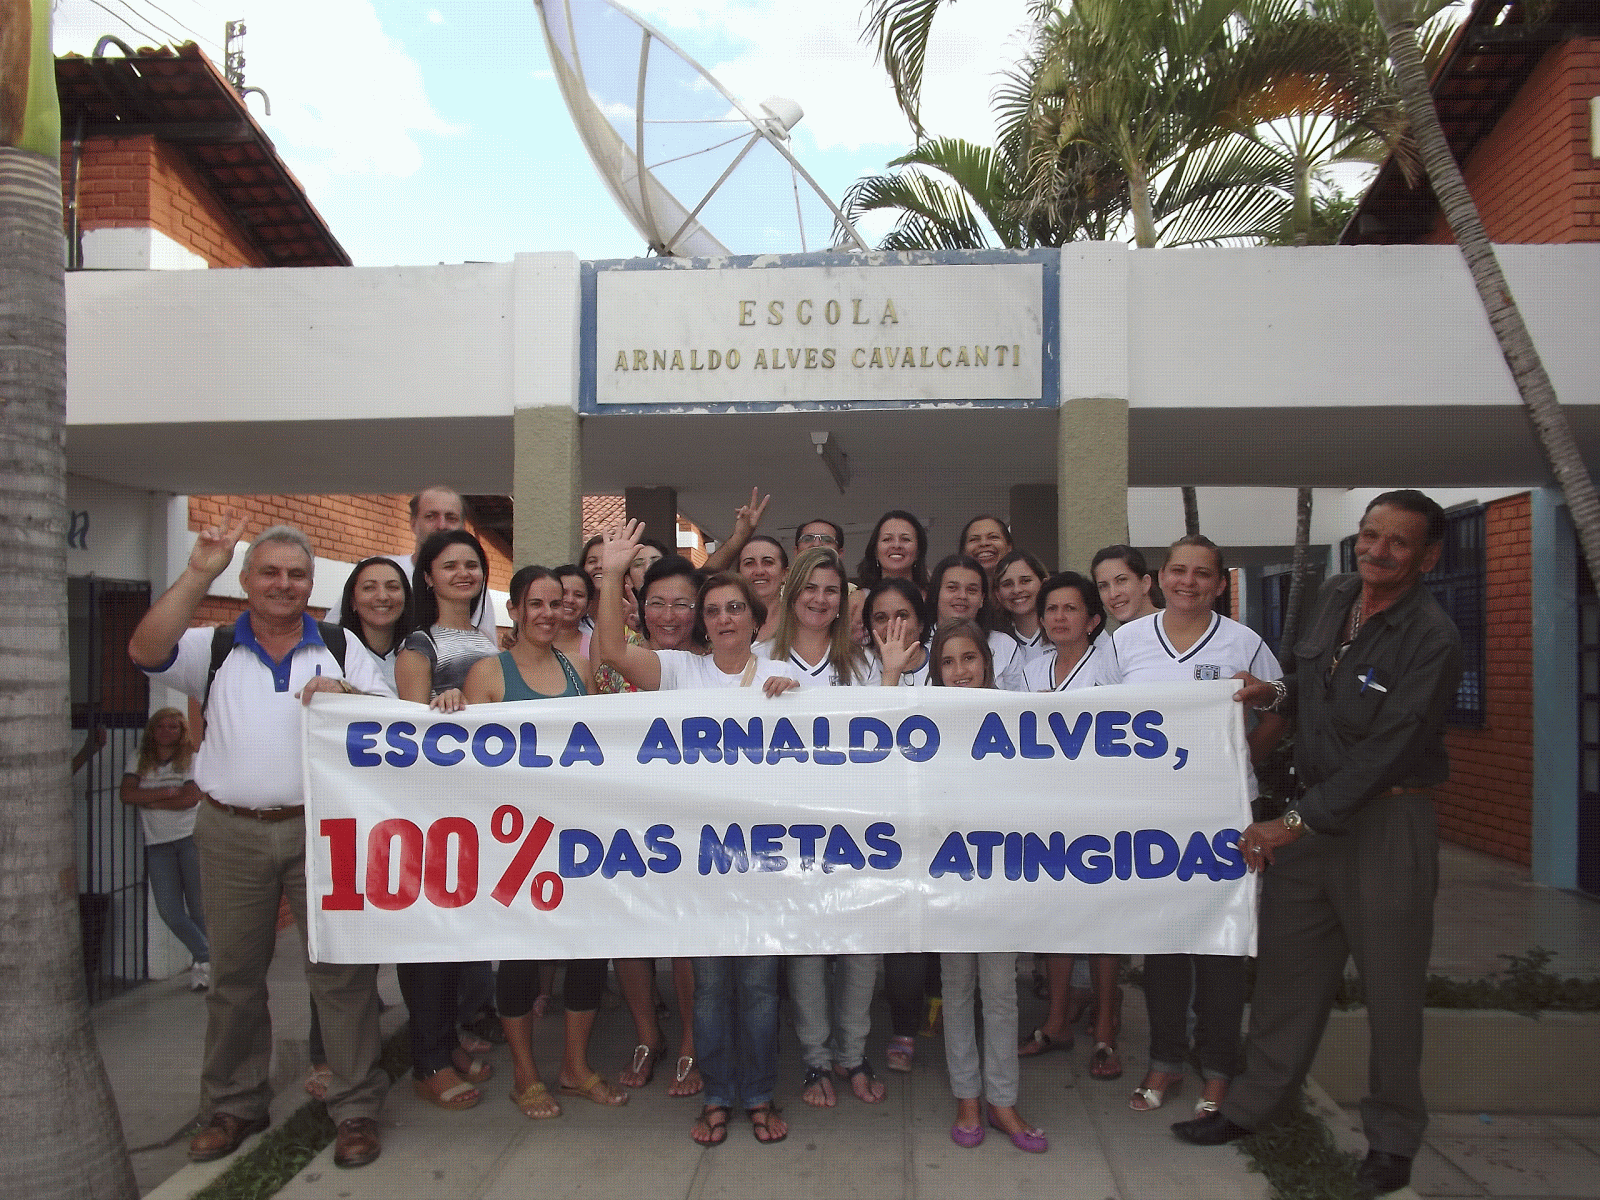 ESCOLA
ARNALDO ALVES CAVALCANTI
ESCOLA ARNALDO ALVES,
100% DAS METAS ATINGIDAS